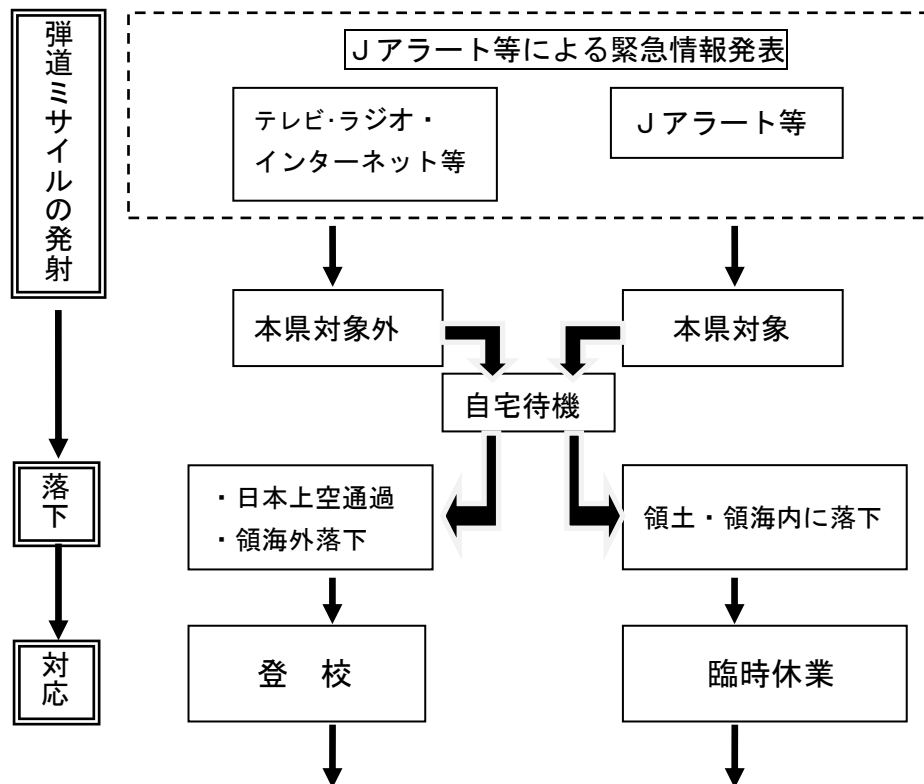 弾道ミサイルの発射
Jアラート等による緊急情報発表
テレビ･ラジオ・
インターネット等
Jアラート等
本県対象外
本県対象
自宅待機
落下
・日本上空通過
・領海外落下
領土・領海内に落下
対応
登　校
臨時休業